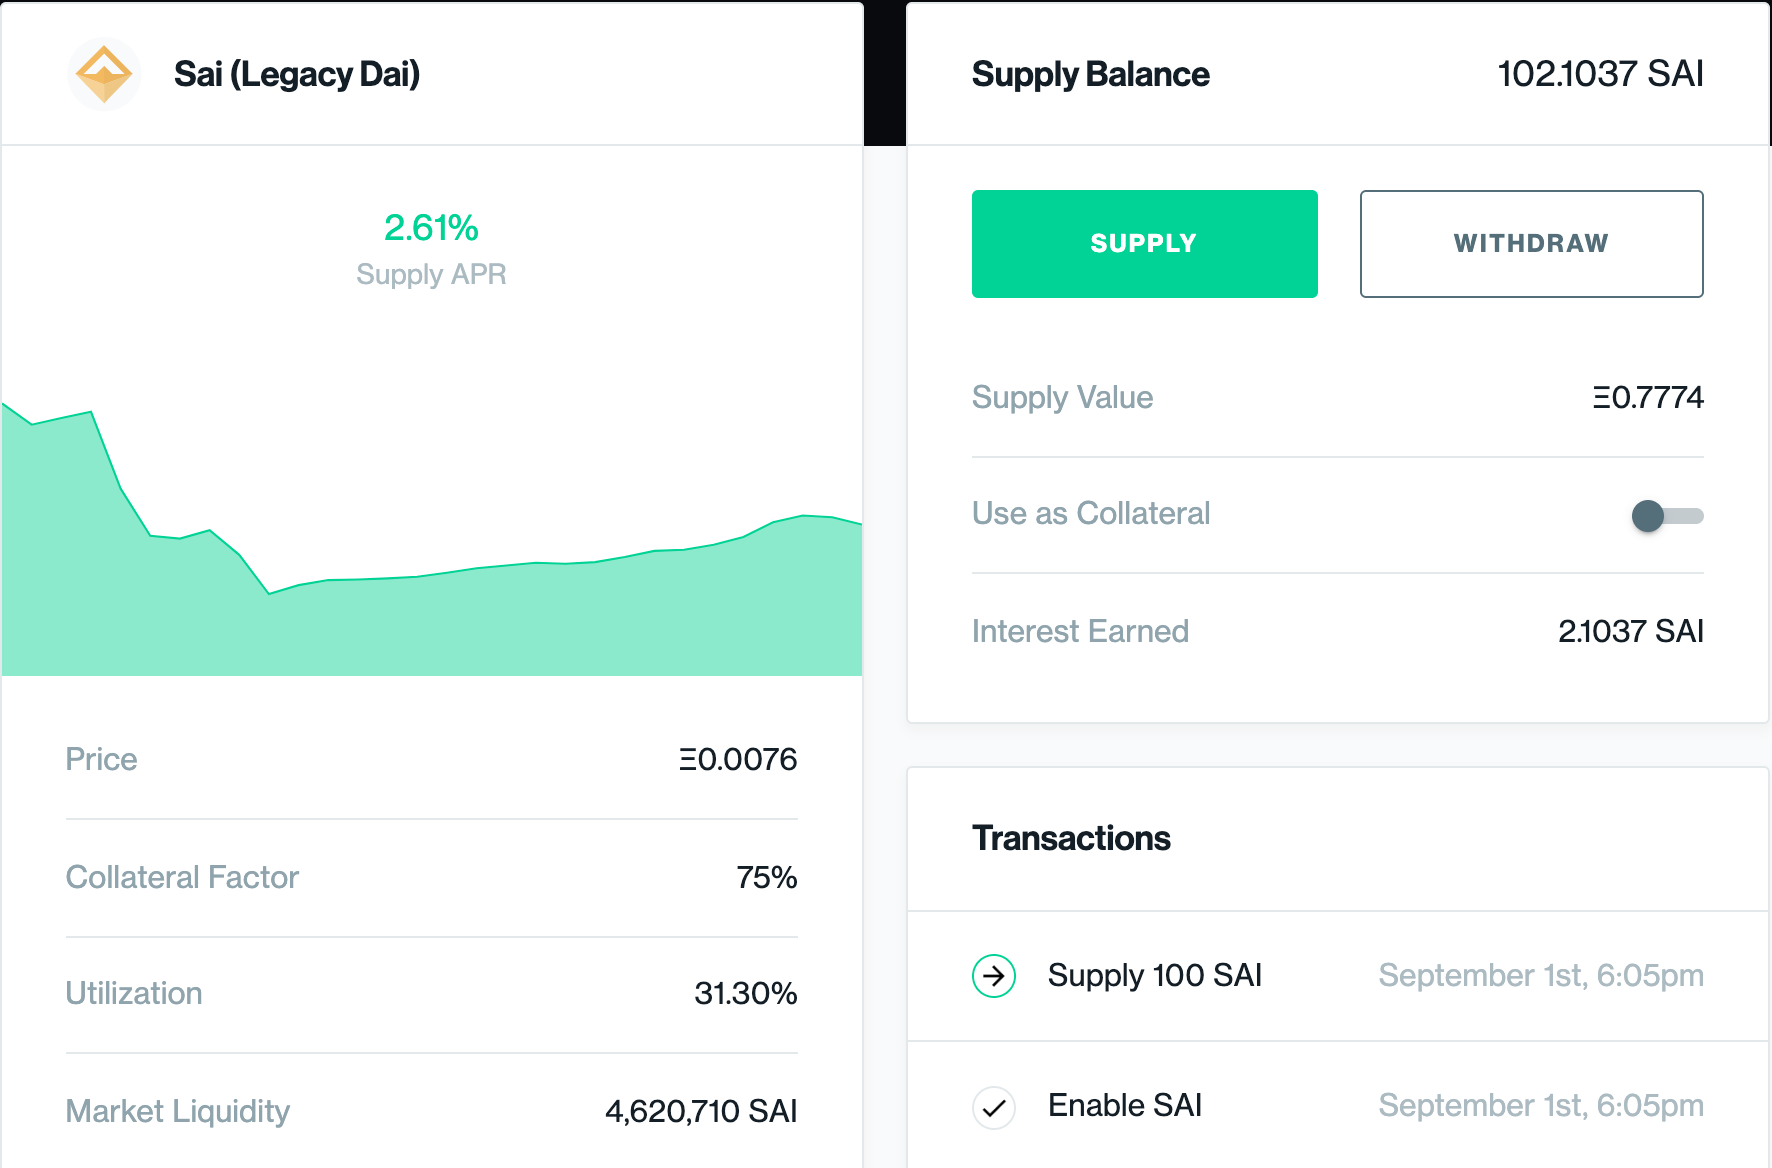 Sai (Legacy Dai)
2.61%
Supply APR
Price Ξ0.0076
Collateral Factor 75%
Utilization 31.30%
Market Liquidity 4,620,710 SAI
Supply Balance 102.1037 SAI
SUPPLY WITHDRAW
Supply Value Ξ0.7774
Use as Collateral
Interest Earned 2.1037 SAI
Transactions
Supply 100 SAI September 1st, 6:05pm
Enable SAI September 1st, 6:05pm